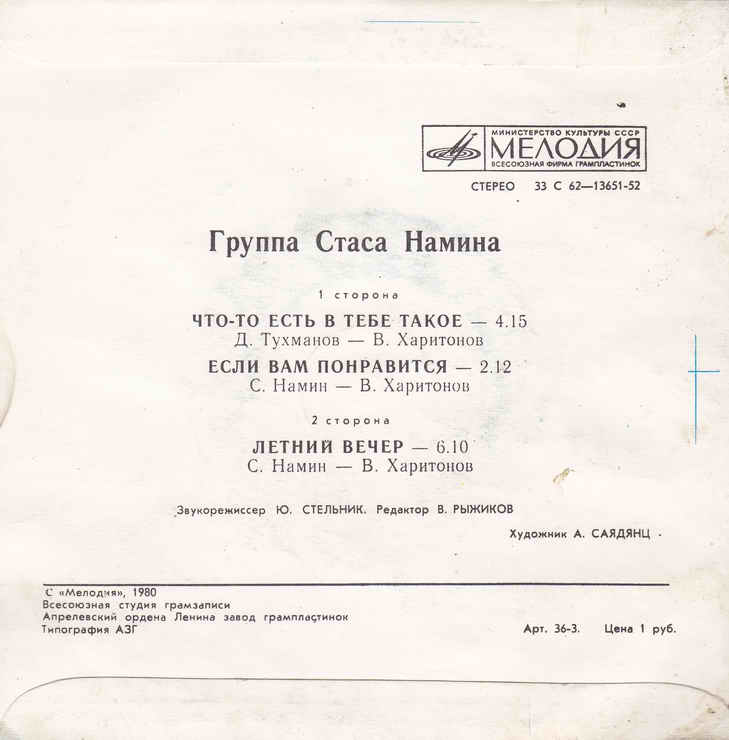 МИНИСТЕРСТВО КУЛЬТУРЫ СССР
МЕЛОДИЯ
ВСЕСОЮЗНАЯ ФИРМА ГРАМПЛАСТИНОК
СТЕРЕО 33 С 62—13651-52
Группа Стаса Намина
1 сторона
ЧТО-ТО ЕСТЬ В ТЕБЕ ТАКОЕ — 4.15
Д. Тухманов — В. Харитонов
ЕСЛИ ВАМ ПОНРАВИТСЯ — 2.12
С. Намин — В. Харитонов
2 сторона
ЛЕТНИЙ ВЕЧЕР — 6.10
С. Намин — В. Харитонов
Звукорежиссер Ю. СТЕЛЬНИК. Редактор В. РЫЖИКОВ
Художник А. САЯДЯНЦ
С «Мелодия», 1980
Всесоюзная студия грамзаписи
Апрелевский ордена Ленина завод грампластинок
Типография АЗГ
Арт. 36-3. Цена 1 руб.